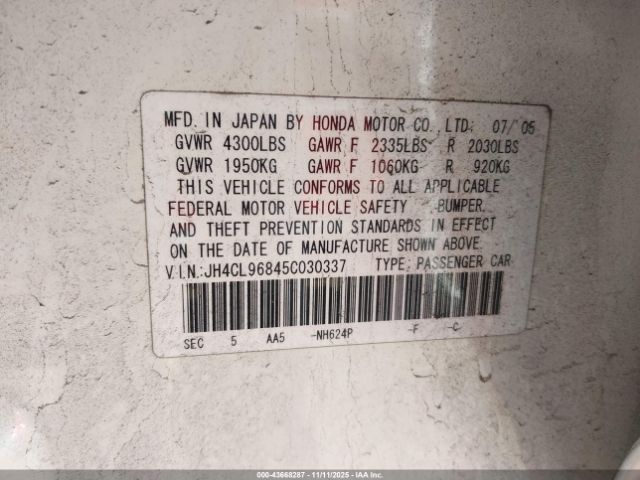 MFD. IN JAPAN BY HONDA MOTOR CO., LTD. 07/'05
GVWR 4300LBS GAWR F 2335LBS R 2030LBS
GVWR 1950KG GAWR F 1060KG R 920KG
THIS VEHICLE CONFORMS TO ALL APPLICABLE
FEDERAL MOTOR VEHICLE SAFETY BUMPER,
AND THEFT PREVENTION STANDARDS IN EFFECT
ON THE DATE OF MANUFACTURE SHOWN ABOVE.
V.I.N.:JH4CL96845C030337 TYPE: PASSENGER CAR
SEC 5 AA5 -NH624P -F -C
000-43668287 - 11/11/2025 - IAAI Corp.